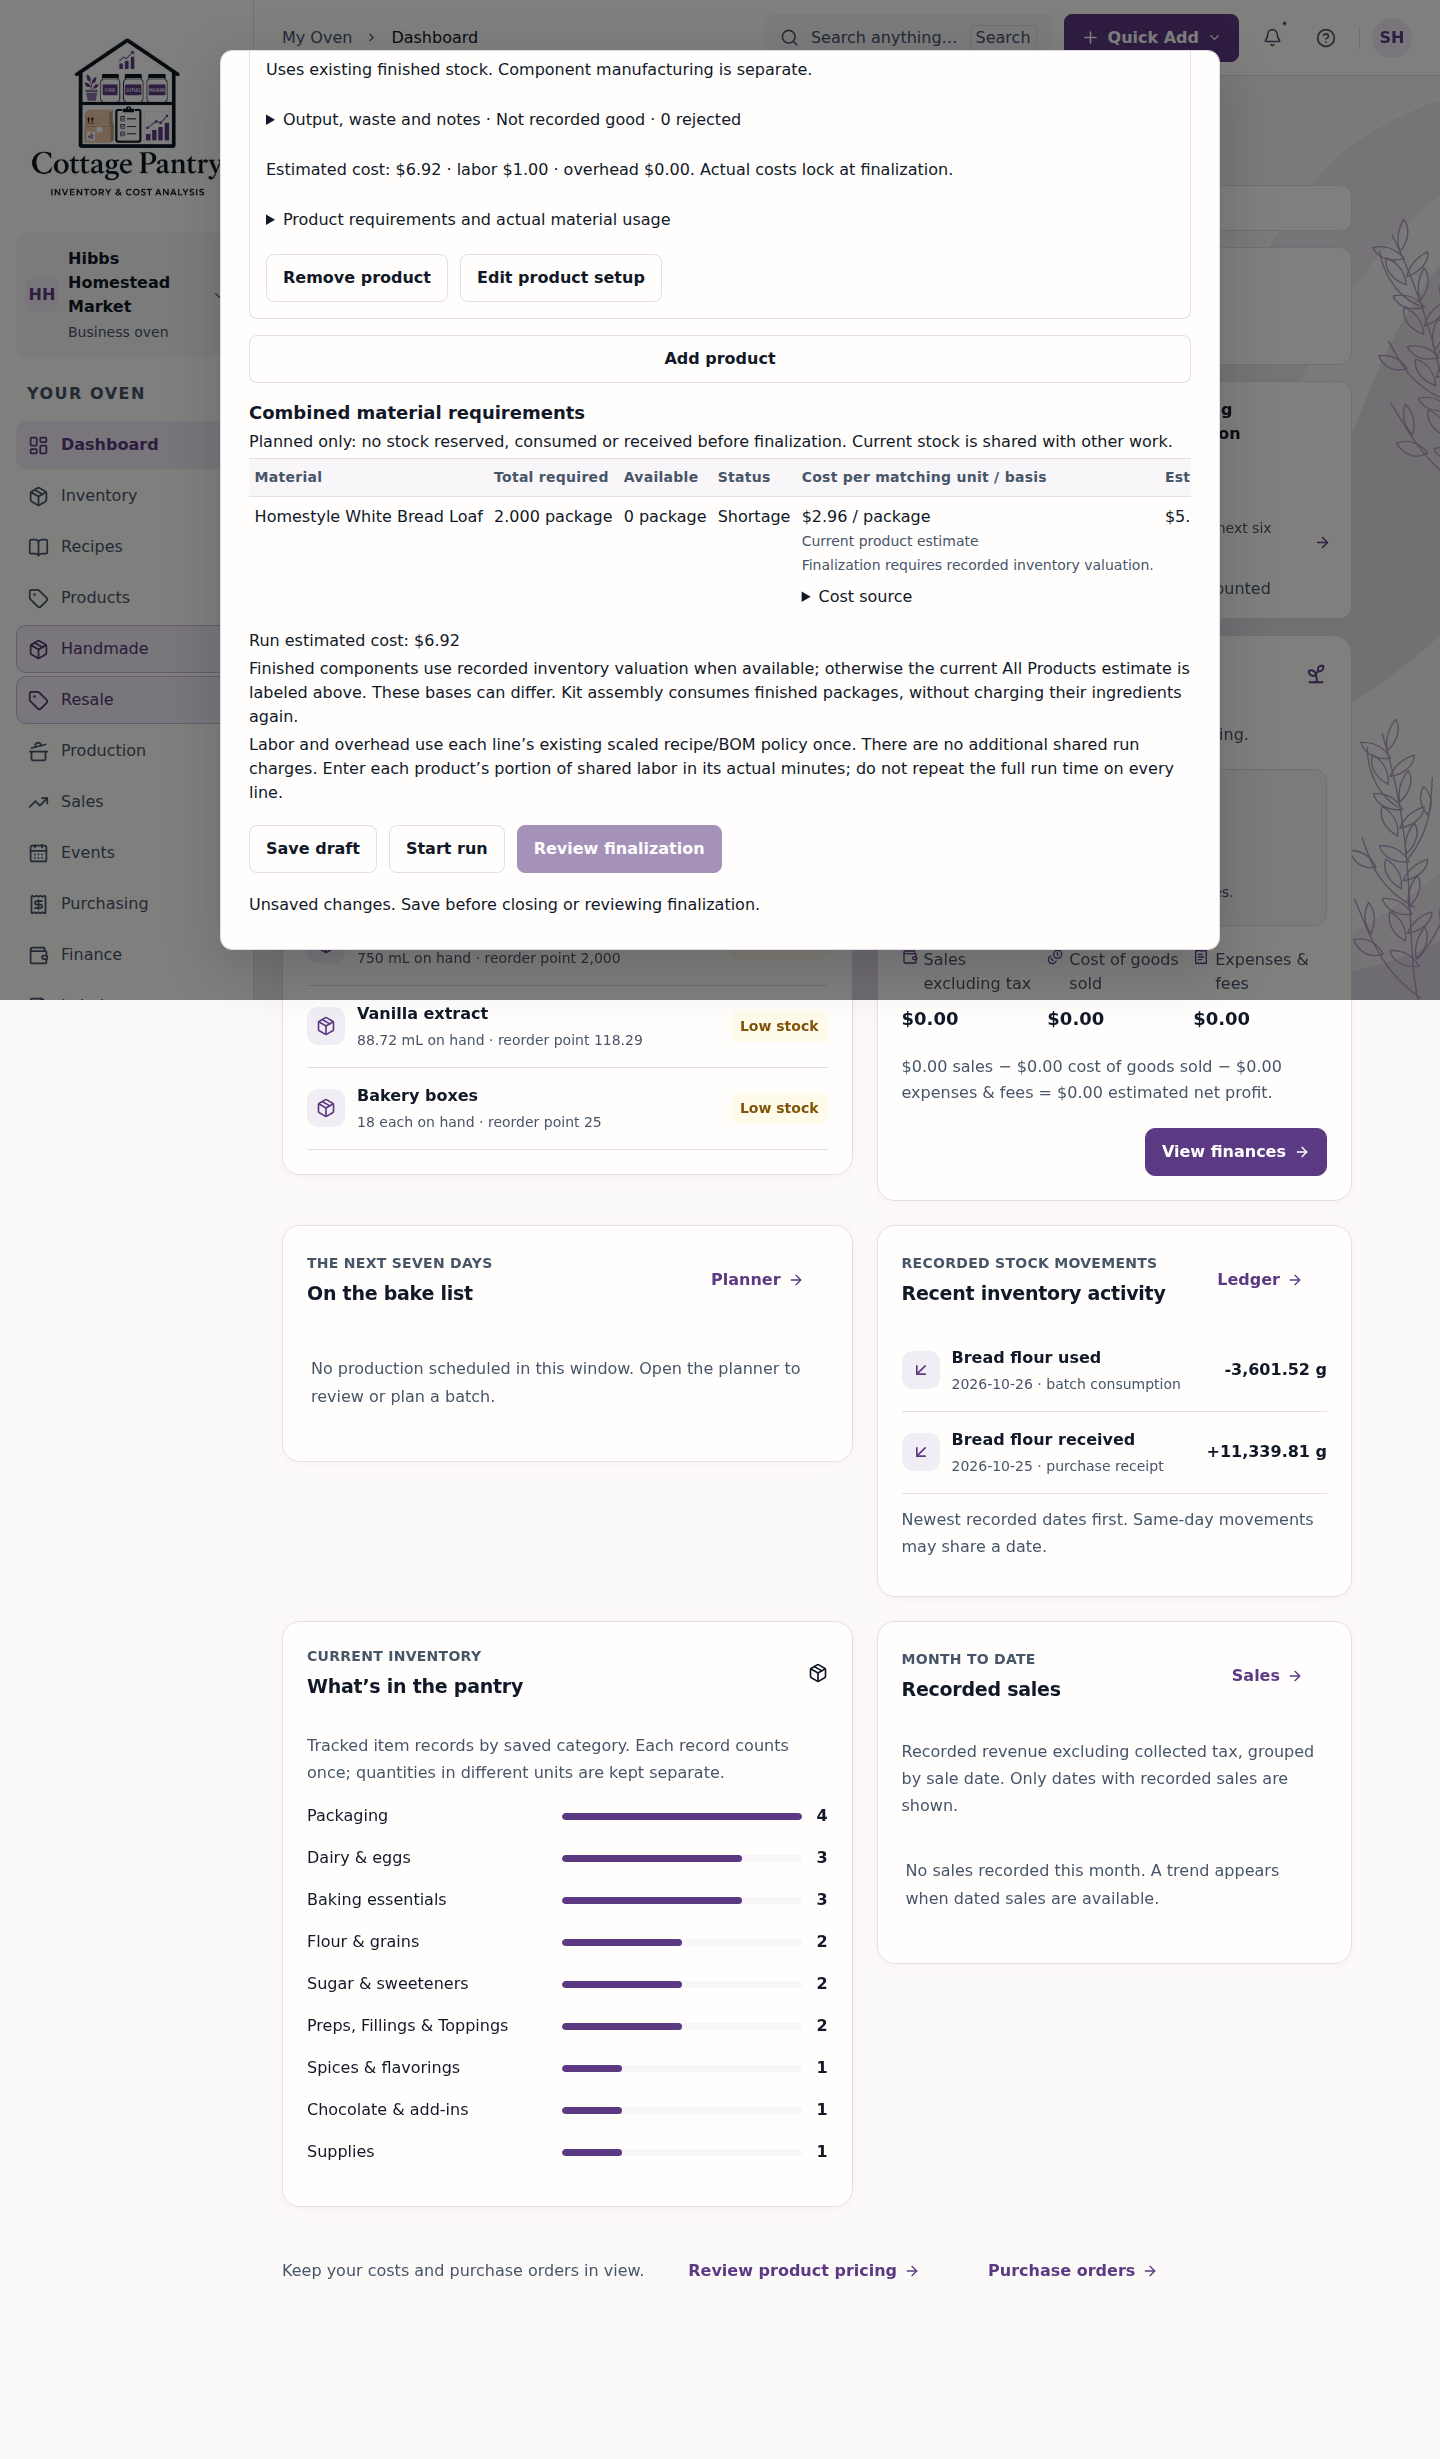 My Oven
Dashboard
Search anything...
Search
Quick Add
SH
Cottage Pantry
INVENTORY & COST ANALYSIS
HH
Hibbs
Homestead
Market
Business oven
YOUR OVEN
Dashboard
Inventory
Recipes
Products
Handmade
Resale
Production
Sales
Events
Purchasing
Finance
Uses existing finished stock. Component manufacturing is separate.
Output, waste and notes · Not recorded good · 0 rejected
Estimated cost: $6.92 · labor $1.00 · overhead $0.00. Actual costs lock at finalization.
Product requirements and actual material usage
Remove product
Edit product setup
Add product
Combined material requirements
Planned only: no stock reserved, consumed or received before finalization. Current stock is shared with other work.
Material Total required Available Status Cost per matching unit / basis Est
Homestyle White Bread Loaf 2.000 package 0 package Shortage $2.96 / package $5.
Current product estimate
Finalization requires recorded inventory valuation.
Cost source
Run estimated cost: $6.92
Finished components use recorded inventory valuation when available; otherwise the current All Products estimate is
labeled above. These bases can differ. Kit assembly consumes finished packages, without charging their ingredients
again.
Labor and overhead use each line’s existing scaled recipe/BOM policy once. There are no additional shared run
charges. Enter each product’s portion of shared labor in its actual minutes; do not repeat the full run time on every
line.
Save draft
Start run
Review finalization
Unsaved changes. Save before closing or reviewing finalization.
g
on
next six
ounted
ing.
es.
750 mL on hand · reorder point 2,000
Vanilla extract
88.72 mL on hand · reorder point 118.29
Low stock
Bakery boxes
18 each on hand · reorder point 25
Low stock
Sales
excluding tax
$0.00
Cost of goods
sold
$0.00
Expenses &
fees
$0.00
$0.00 sales − $0.00 cost of goods sold − $0.00
expenses & fees = $0.00 estimated net profit.
View finances
THE NEXT SEVEN DAYS
On the bake list
Planner
No production scheduled in this window. Open the planner to
review or plan a batch.
RECORDED STOCK MOVEMENTS
Recent inventory activity
Ledger
Bread flour used
2026-10-26 · batch consumption
-3,601.52 g
Bread flour received
2026-10-25 · purchase receipt
+11,339.81 g
Newest recorded dates first. Same-day movements
may share a date.
CURRENT INVENTORY
What’s in the pantry
Tracked item records by saved category. Each record counts
once; quantities in different units are kept separate.
Packaging 4
Dairy & eggs 3
Baking essentials 3
Flour & grains 2
Sugar & sweeteners 2
Preps, Fillings & Toppings 2
Spices & flavorings 1
Chocolate & add-ins 1
Supplies 1
MONTH TO DATE
Recorded sales
Sales
Recorded revenue excluding collected tax, grouped
by sale date. Only dates with recorded sales are
shown.
No sales recorded this month. A trend appears
when dated sales are available.
Keep your costs and purchase orders in view.
Review product pricing
Purchase orders